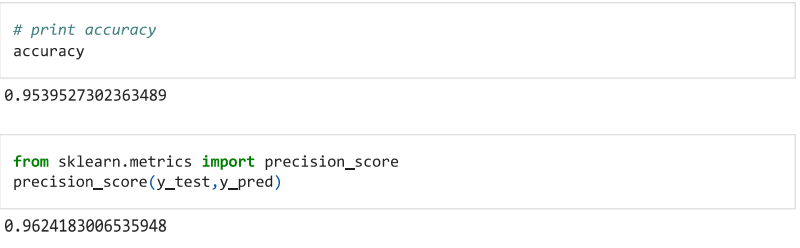 # print accuracy
accuracy
0.9539527302363489
from sklearn.metrics import precision_score
precision_score(y_test,y_pred)
0.9624183006535948